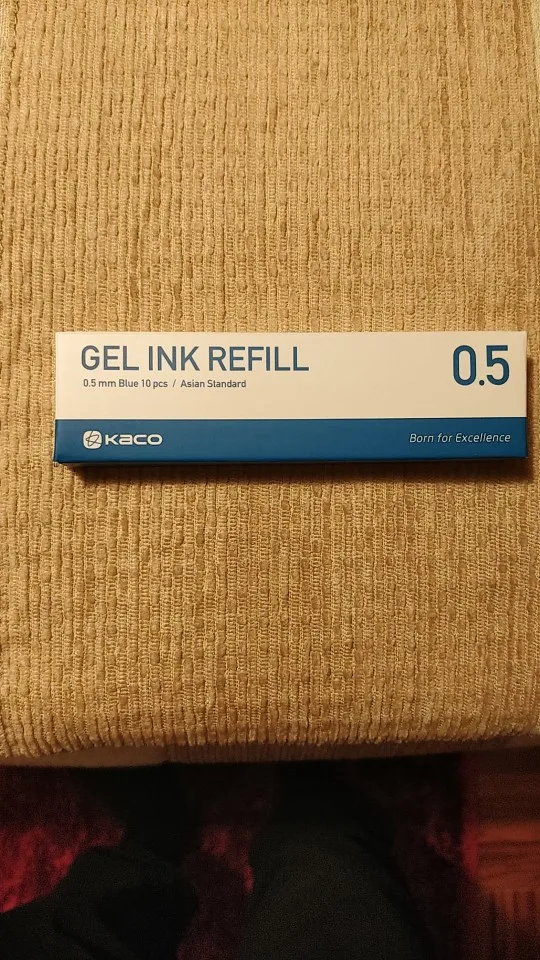 GEL INK REFILL
0.5
0.5 mm Blue 10 pcs / Asian Standard
KACO
Born for Excellence